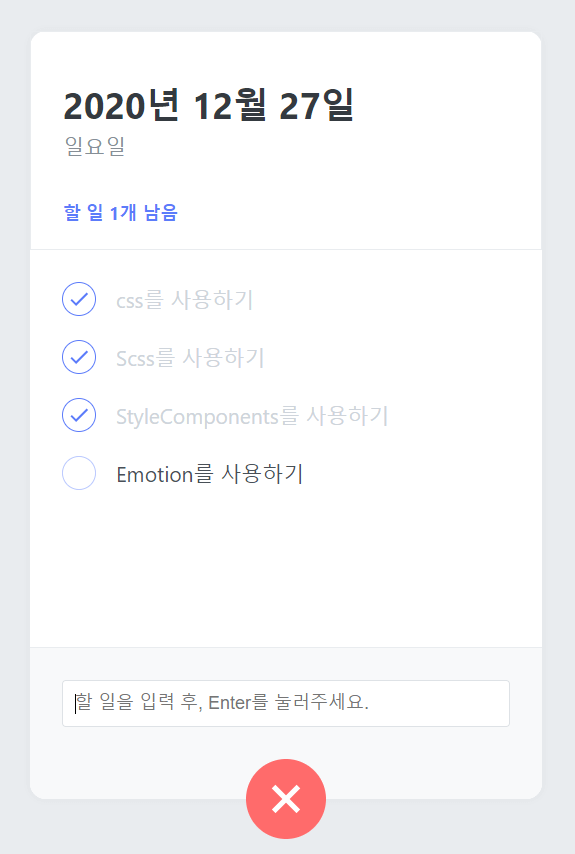 2020년 12월 27일
일요일
할 일 1개 남음
css를 사용하기
Scss를 사용하기
StyleComponents를 사용하기
Emotion를 사용하기
할 일을 입력 후, Enter를 눌러주세요.